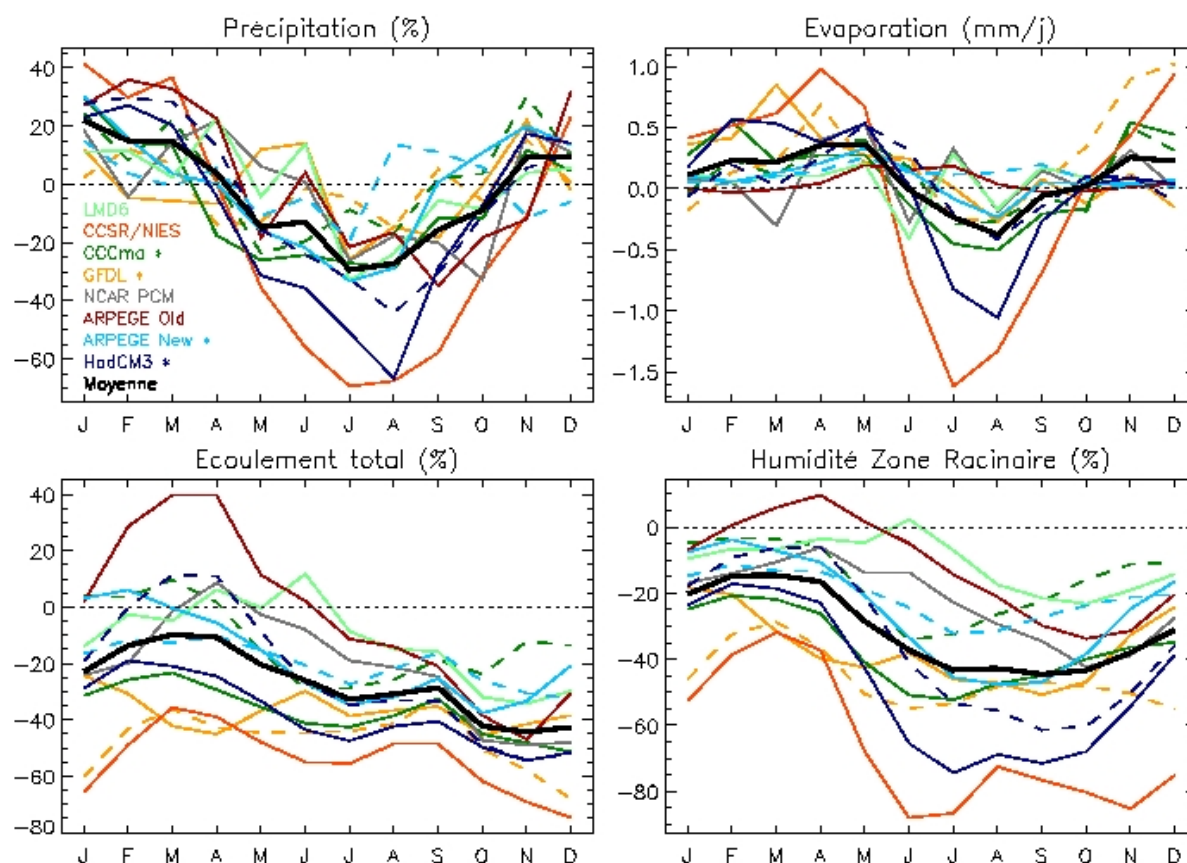 Précipitation (%)
40
20
0
−20
−40
−60
LMD6
CCSR/NIES
CCCma *
GFDL *
NCAR PCM
ARPEGE Old
ARPEGE New *
HadCM3 *
Moyenne
J F M A M J J A S O N D
Evaporation (mm/j)
1.0
0.5
0.0
−0.5
−1.0
−1.5
J F M A M J J A S O N D
Ecoulement total (%)
40
20
0
−20
−40
−60
−80
J F M A M J J A S O N D
Humidité Zone Racinaire (%)
0
−20
−40
−60
−80
J F M A M J J A S O N D